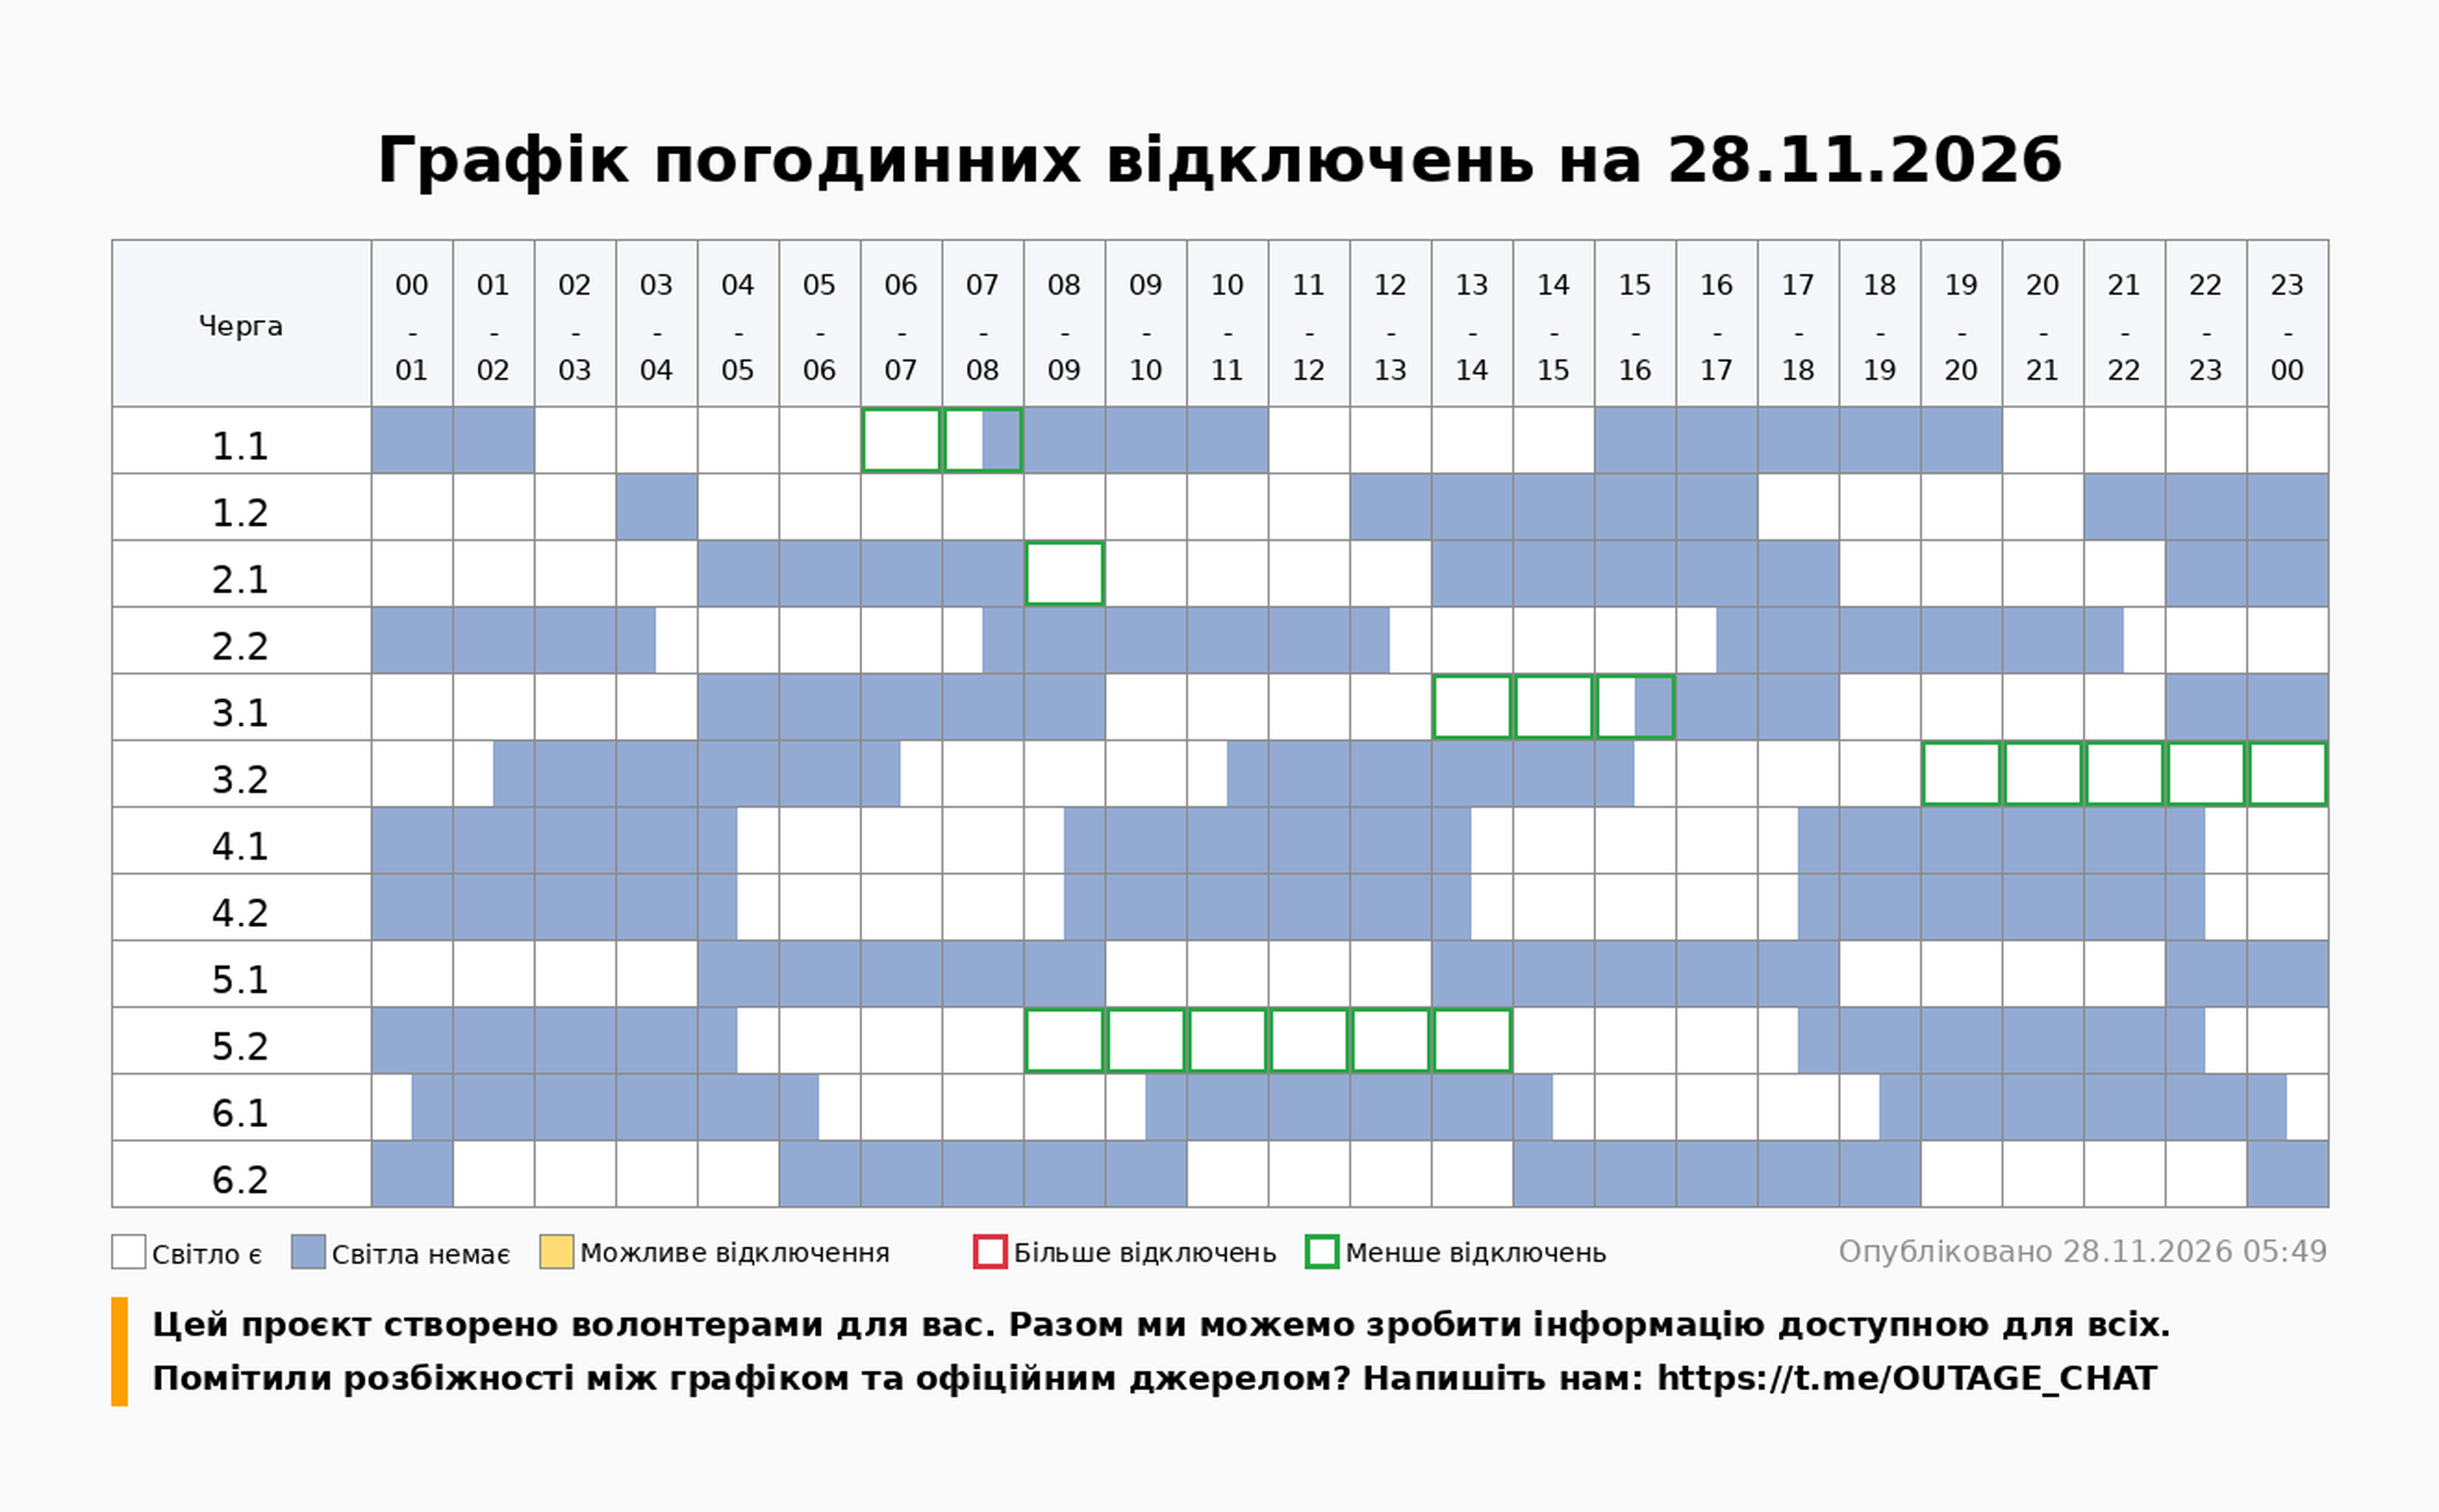 Графік погодинних відключень на 28.11.2026
Черга 00 - 01 01 - 02 02 - 03 03 - 04 04 - 05 05 - 06 06 - 07 07 - 08 08 - 09 09 - 10 10 - 11 11 - 12 12 - 13 13 - 14 14 - 15 15 - 16 16 - 17 17 - 18 18 - 19 19 - 20 20 - 21 21 - 22 22 - 23 23 - 00
1.1
1.2
2.1
2.2
3.1
3.2
4.1
4.2
5.1
5.2
6.1
6.2
Світло є Світла немає Можливе відключення Більше відключень Менше відключень Опубліковано 28.11.2026 05:49
Цей проєкт створено волонтерами для вас. Разом ми можемо зробити інформацію доступною для всіх.
Помітили розбіжності між графіком та офіційним джерелом? Напишіть нам: https://t.me/OUTAGE_CHAT